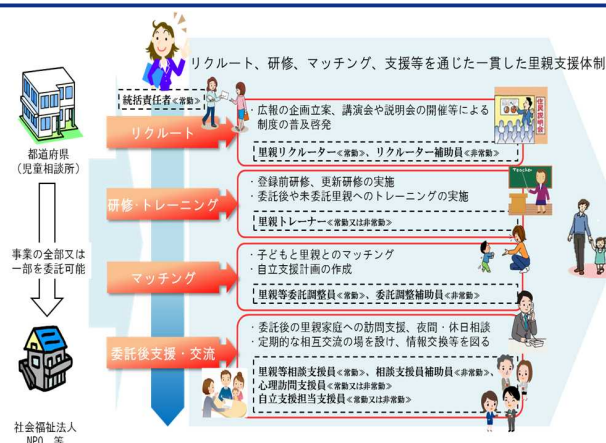 リクルート、研修、マッチング、支援等を通じた一貫した里親支援体制
統括責任者≪常勤≫
都道府県
(児童相談所)
事業の全部又は
一部を委託可能
社会福祉法人
NPO 等
リクルート
・広報の企画立案、講演会や説明会の開催等による
制度の普及啓発
里親リクルーター≪常勤≫、リクルーター補助員≪非常勤≫
住民説明会
研修・トレーニング
・登録前研修、更新研修の実施
・委託後や未委託里親へのトレーニングの実施
里親トレーナー≪常勤又は非常勤≫
Teacher
マッチング
・子どもと里親とのマッチング
・自立支援計画の作成
里親等委託調整員≪常勤≫、委託調整補助員≪非常勤≫
委託後支援・交流
・委託後の里親家庭への訪問支援、夜間・休日相談
・定期的な相互交流の場を設け、情報交換等を図る
里親等相談支援員≪常勤≫、相談支援員補助員≪非常勤≫、
心理訪問支援員≪常勤又は非常勤≫
自立支援担当支援員≪常勤又は非常勤≫